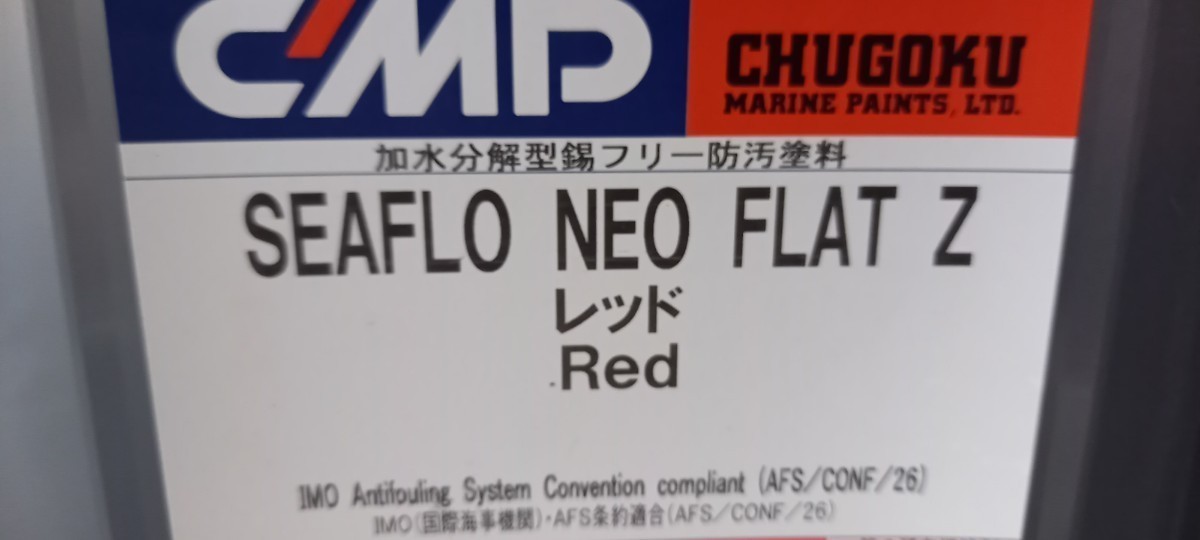 CMP
CHUGOKU
MARINE PAINTS, LTD.
加水分解型錫フリー防汚塗料
SEAFLO NEO FLAT Z
レッド
Red
IMO Antifouling System Convention compliant (AFS/CONF/26)
IMO(国際海事機関)・AFS条約適合(AFS/CONF/26)